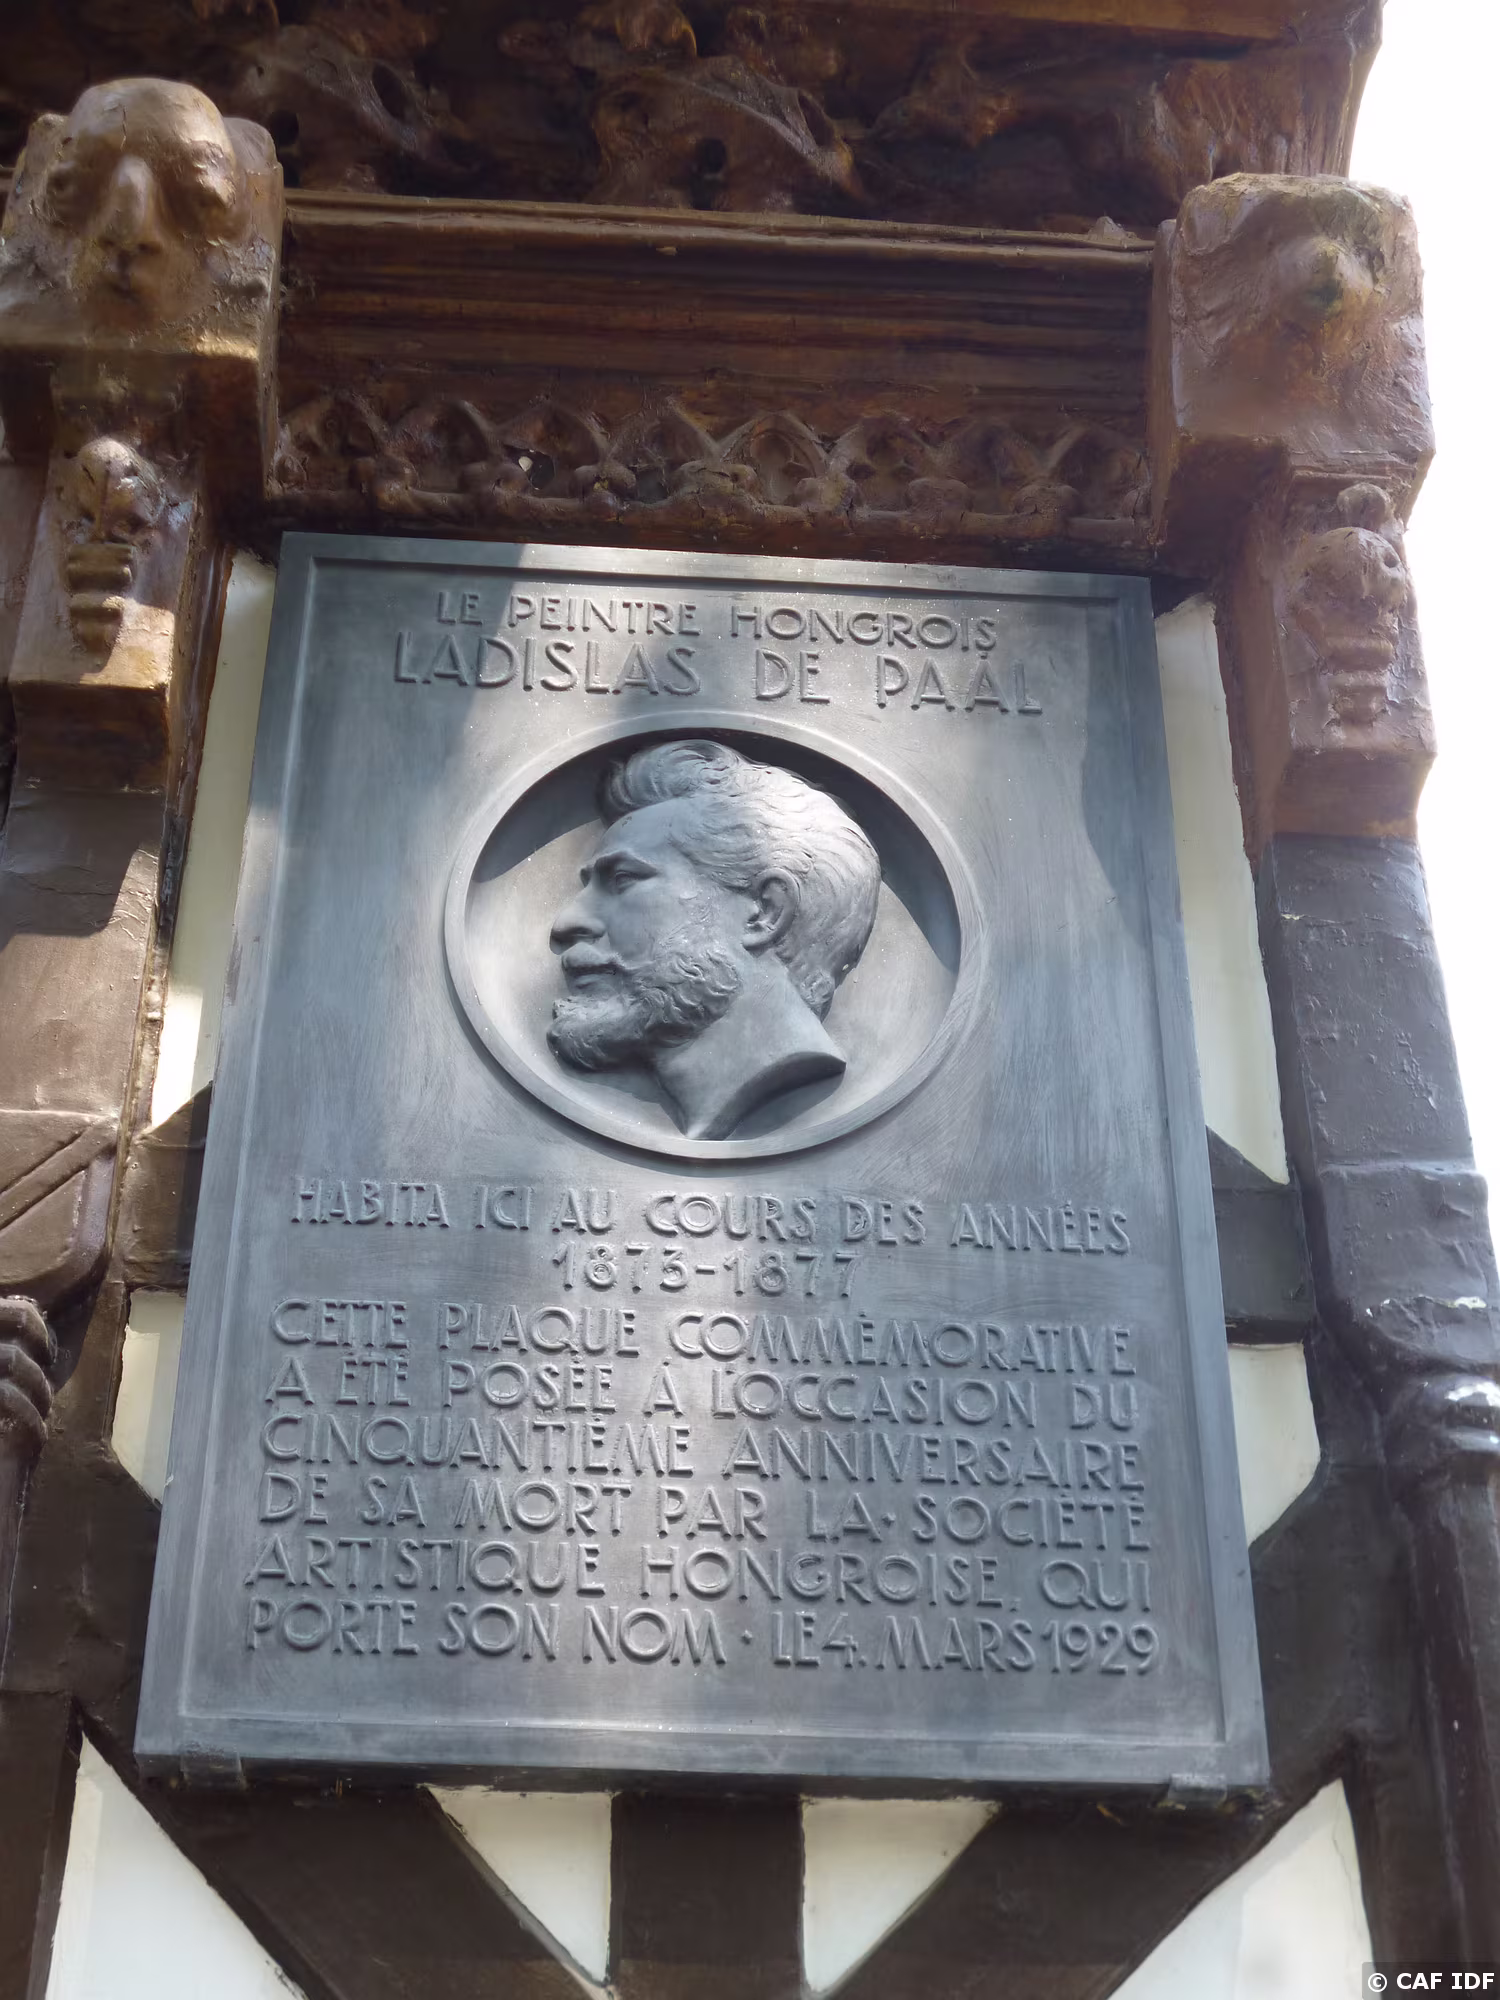 LE PEINTRE HONGROIS
LADISLAS DE PAÁL
HABITA ICI AU COURS DES ANNÉES
1873-1877
CETTE PLAQUE COMMÉMORATIVE
A ÉTÉ POSÉE À L'OCCASION DU
CINQUANTIÈME ANNIVERSAIRE
DE SA MORT PAR LA · SOCIÉTÉ
ARTISTIQUE HONGROISE. QUI
PORTE SON NOM · LE 4. MARS 1929
© CAF IDF